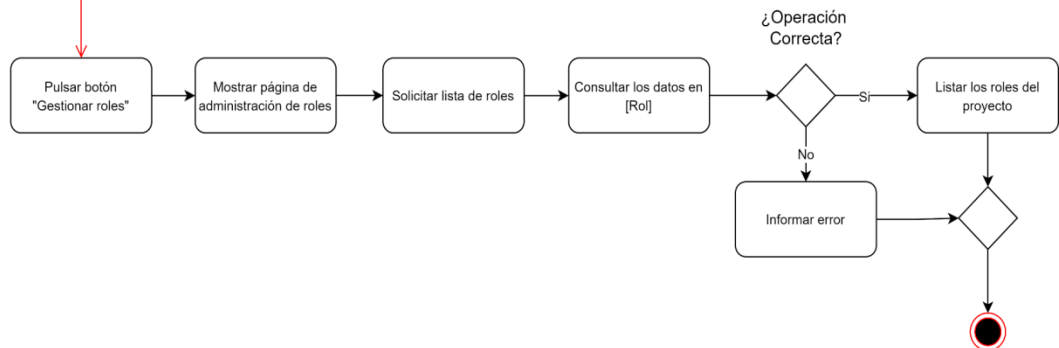 ¿Operación
Correcta?
Pulsar botón
"Gestionar roles"
Mostrar página de
administración de roles
Solicitar lista de roles
Consultar los datos en
[Rol]
Si
Listar los roles del
proyecto
No
Informar error